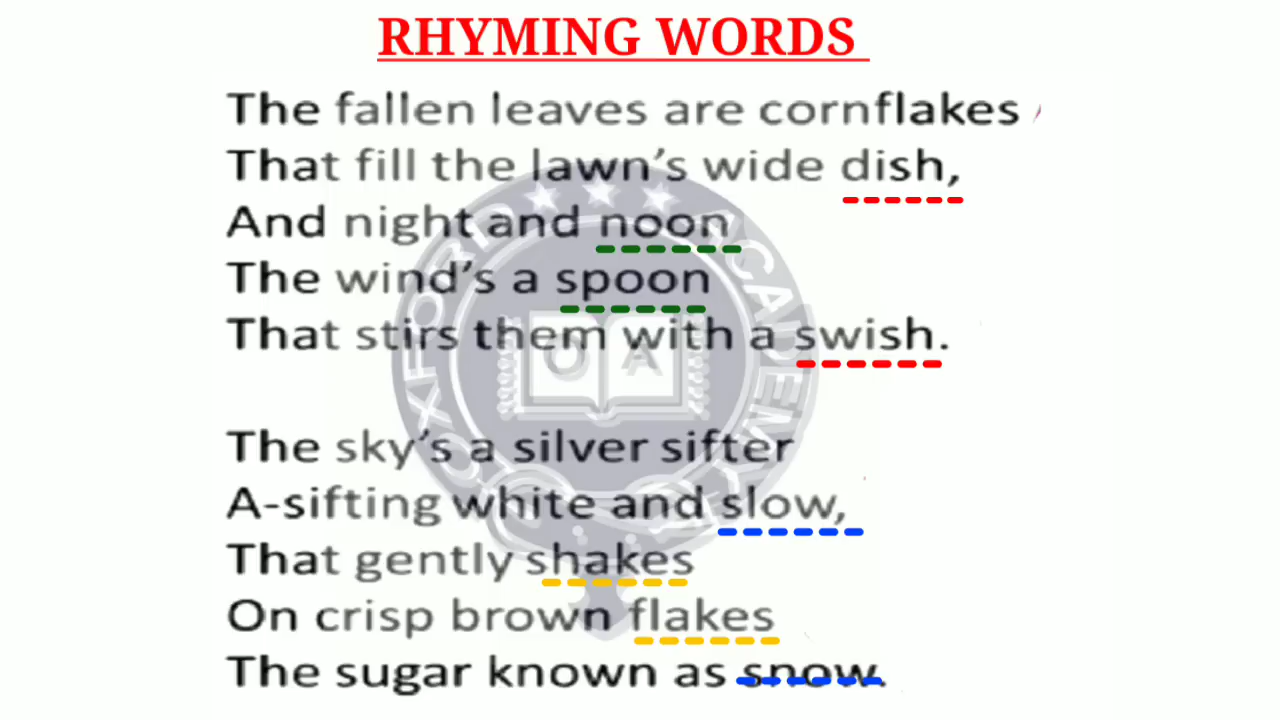 RHYMING WORDS
The fallen leaves are cornflakes
That fill the lawn’s wide dish,
And night and noon
The wind’s a spoon
That stirs them with a swish.
The sky’s a silver sifter
A-sifting white and slow,
That gently shakes
On crisp brown flakes
The sugar known as snow.
OXFORD ACADEMY
O A